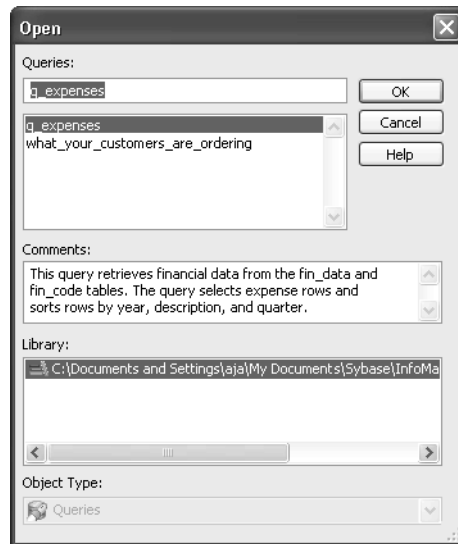 Open
Queries:
q_expenses
OK
q_expenses
what_your_customers_are_ordering
Cancel
Help
Comments:
This query retrieves financial data from the fin_data and
fin_code tables. The query selects expense rows and
sorts rows by year, description, and quarter.
Library:
C:\Documents and Settings\aja\My Documents\Sybase\InfoMa
Object Type:
Queries